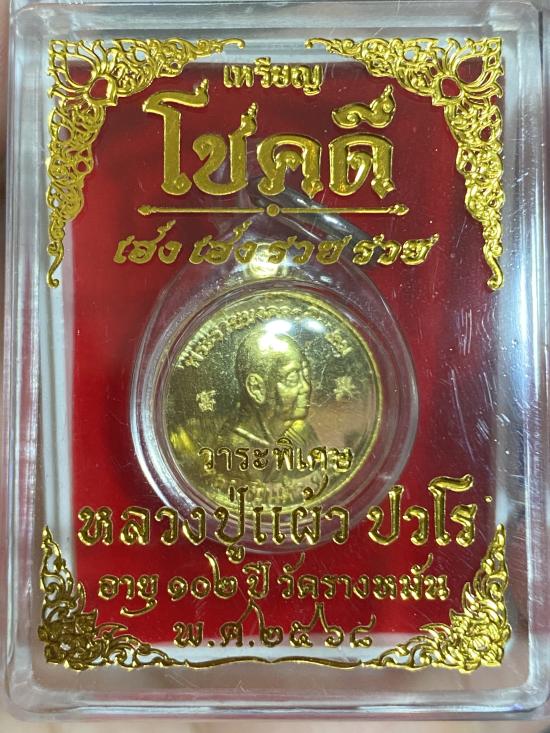 เหรียญ
โชคดี
เฮง เฮง รวย รวย
วาระพิเศษ
หลวงปู่แผ้ว ปวโร
อายุ ๑๐๒ ปี วัดรางหมัน
พ.ศ.๒๕๖๘